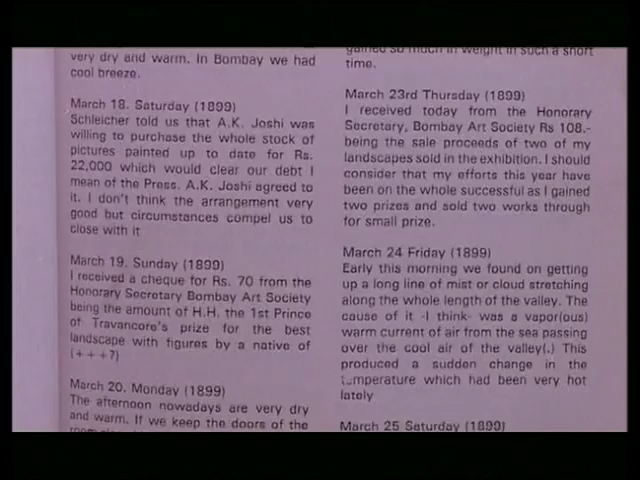 very dry and warm. In Bombay we had
cool breeze.
March 18. Saturday (1899)
Schleicher told us that A.K. Joshi was
willing to purchase the whole stock of
pictures painted up to date for Rs.
22,000 which would clear our debt I
mean of the Press. A.K. Joshi agreed to
it. I don't think the arrangement very
good but circumstances compel us to
close with it
March 19. Sunday (1899)
I received a cheque for Rs. 70 from the
Honorary Secretary Bombay Art Society
being the amount of H.H. the 1st Prince
of Travancore's prize for the best
landscape with figures by a native of
(+++?)
March 20. Monday (1899)
The afternoon nowadays are very dry
and warm. If we keep the doors of the
gained so much in weight in such a short
time.
March 23rd Thursday (1899)
I received today from the Honorary
Secretary, Bombay Art Society Rs 108.-
being the sale proceeds of two of my
landscapes sold in the exhibition. I should
consider that my efforts this year have
been on the whole successful as I gained
two prizes and sold two works through
for small prize.
March 24 Friday (1899)
Early this morning we found on getting
up a long line of mist or cloud stretching
along the whole length of the valley. The
cause of it -I think- was a vapor(ous)
warm current of air from the sea passing
over the cool air of the valley(.) This
produced a sudden change in the
temperature which had been very hot
lately
March 25 Saturday (1899)